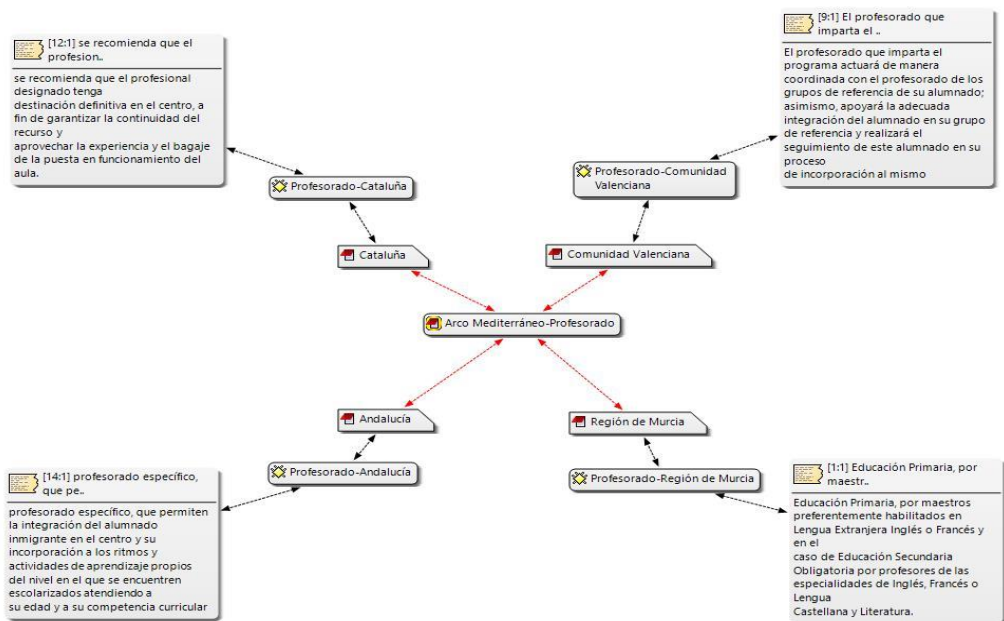 [12:1] se recomienda que el
profesion..
se recomienda que el profesional
designado tenga
destinación definitiva en el centro, a
fin de garantizar la continuidad del
recurso y
aprovechar la experiencia y el bagaje
de la puesta en funcionamiento del
aula.
[9:1] El profesorado que
imparta el ..
El profesorado que imparta el
programa actuará de manera
coordinada con el profesorado de los
grupos de referencia de su alumnado;
asimismo, apoyará la adecuada
integración del alumnado en su grupo
de referencia y realizará el
seguimiento de este alumnado en su
proceso
de incorporación al mismo
Profesorado-Cataluña
Profesorado-Comunidad
Valenciana
Cataluña
Comunidad Valenciana
Arco Mediterráneo-Profesorado
Andalucía
Región de Murcia
Profesorado-Andalucía
Profesorado-Región de Murcia
[14:1] profesorado específico,
que pe..
profesorado específico, que permiten
la integración del alumnado
inmigrante en el centro y su
incorporación a los ritmos y
actividades de aprendizaje propios
del nivel en el que se encuentren
escolarizados atendiendo a
su edad y a su competencia curricular
[1:1] Educación Primaria, por
maestr..
Educación Primaria, por maestros
preferentemente habilitados en
Lengua Extranjera Inglés o Francés y
en el
caso de Educación Secundaria
Obligatoria por profesores de las
especialidades de Inglés, Francés o
Lengua
Castellana y Literatura.